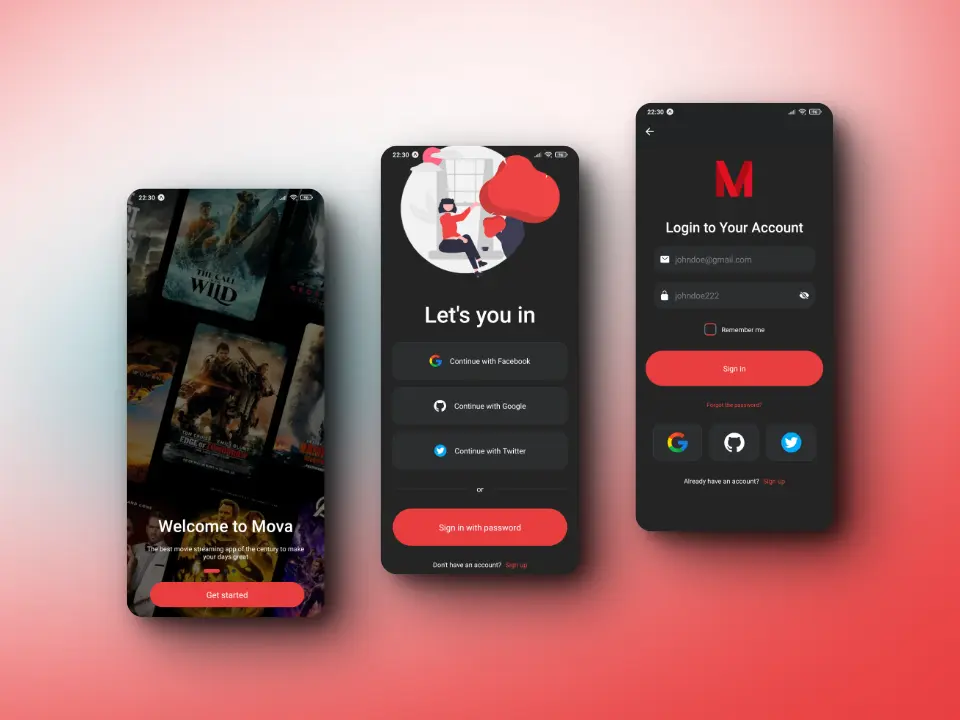 22:30
THE CALL
OF THE
WILD
TOM CRUISE EMILY BLUNT
EDGE OF TOMORROW
Welcome to Mova
The best movie streaming app of the century to make
your days great
Get started
22:30
Let's you in
Continue with Facebook
Continue with Google
Continue with Twitter
or
Sign in with password
Don't have an account? Sign up
22:30
M
Login to Your Account
johndoe@gmail.com
johndoe222
Remember me
Sign in
Forgot the password?
Already have an account? Sign up